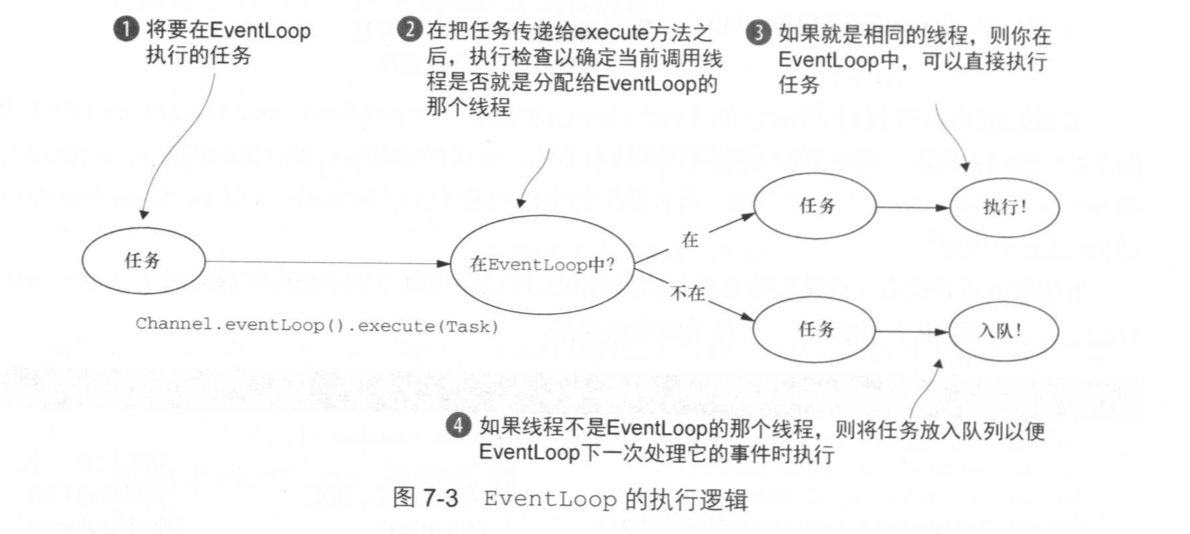 1 将要在EventLoop
执行的任务
2 在把任务传递给execute方法之
后，执行检查以确定当前调用线
程是否就是分配给EventLoop的
那个线程
3 如果就是相同的线程，则你在
EventLoop中，可以直接执行
任务
任务
Channel.eventLoop().execute(Task)
在EventLoop中？
在
任务
执行！
不在
任务
入队！
4 如果线程不是EventLoop的那个线程，则将任务放入队列以便
EventLoop下一次处理它的事件时执行
图 7-3 EventLoop 的执行逻辑